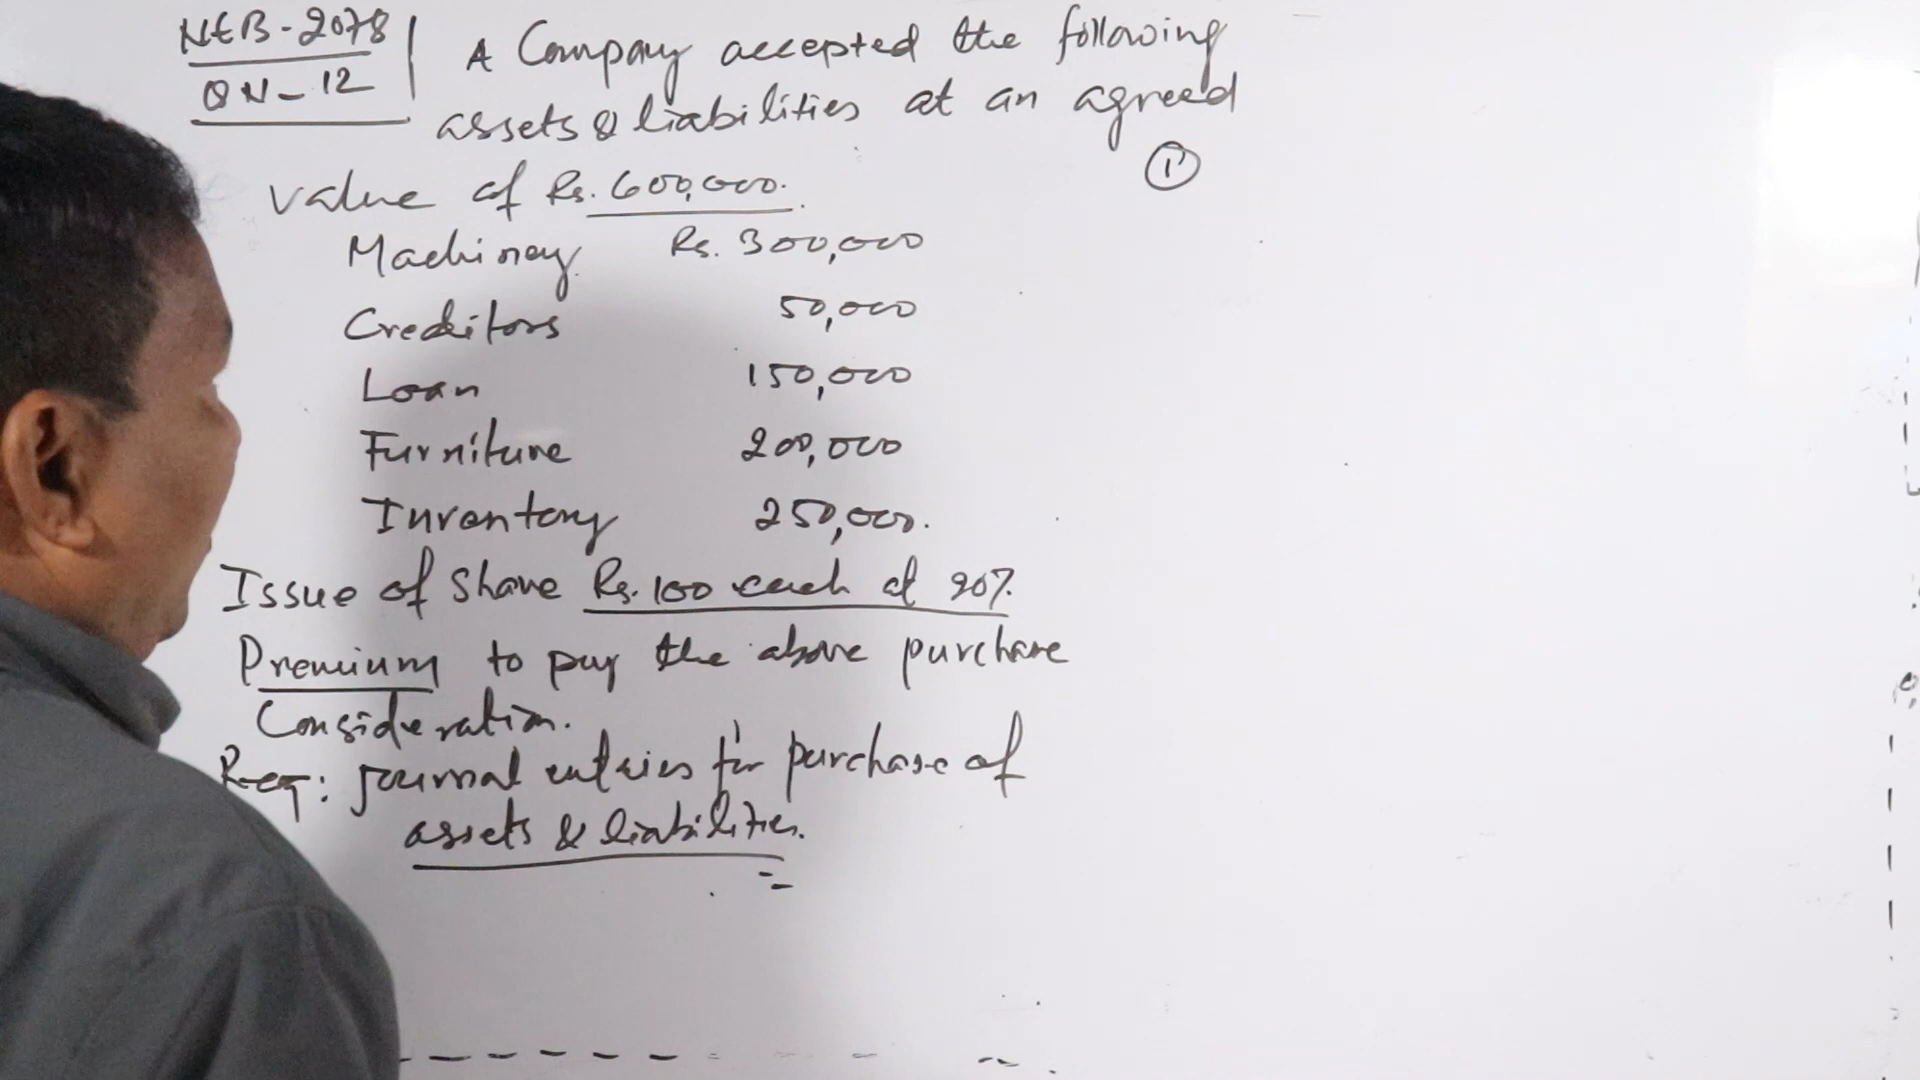 NEB-2078
QN-12
A Company accepted the following
assets & liabilities at an agreed
1
value of Rs. 600,000.
Machinery Rs. 300,000
Creditors 50,000
Loan 150,000
Furniture 200,000
Inventory 250,000.
Issue of Share Rs. 100 each at 20%
Premium to pay the above purchase
Consideration.
Req: Journal entries for purchase of
assets & liabilities.